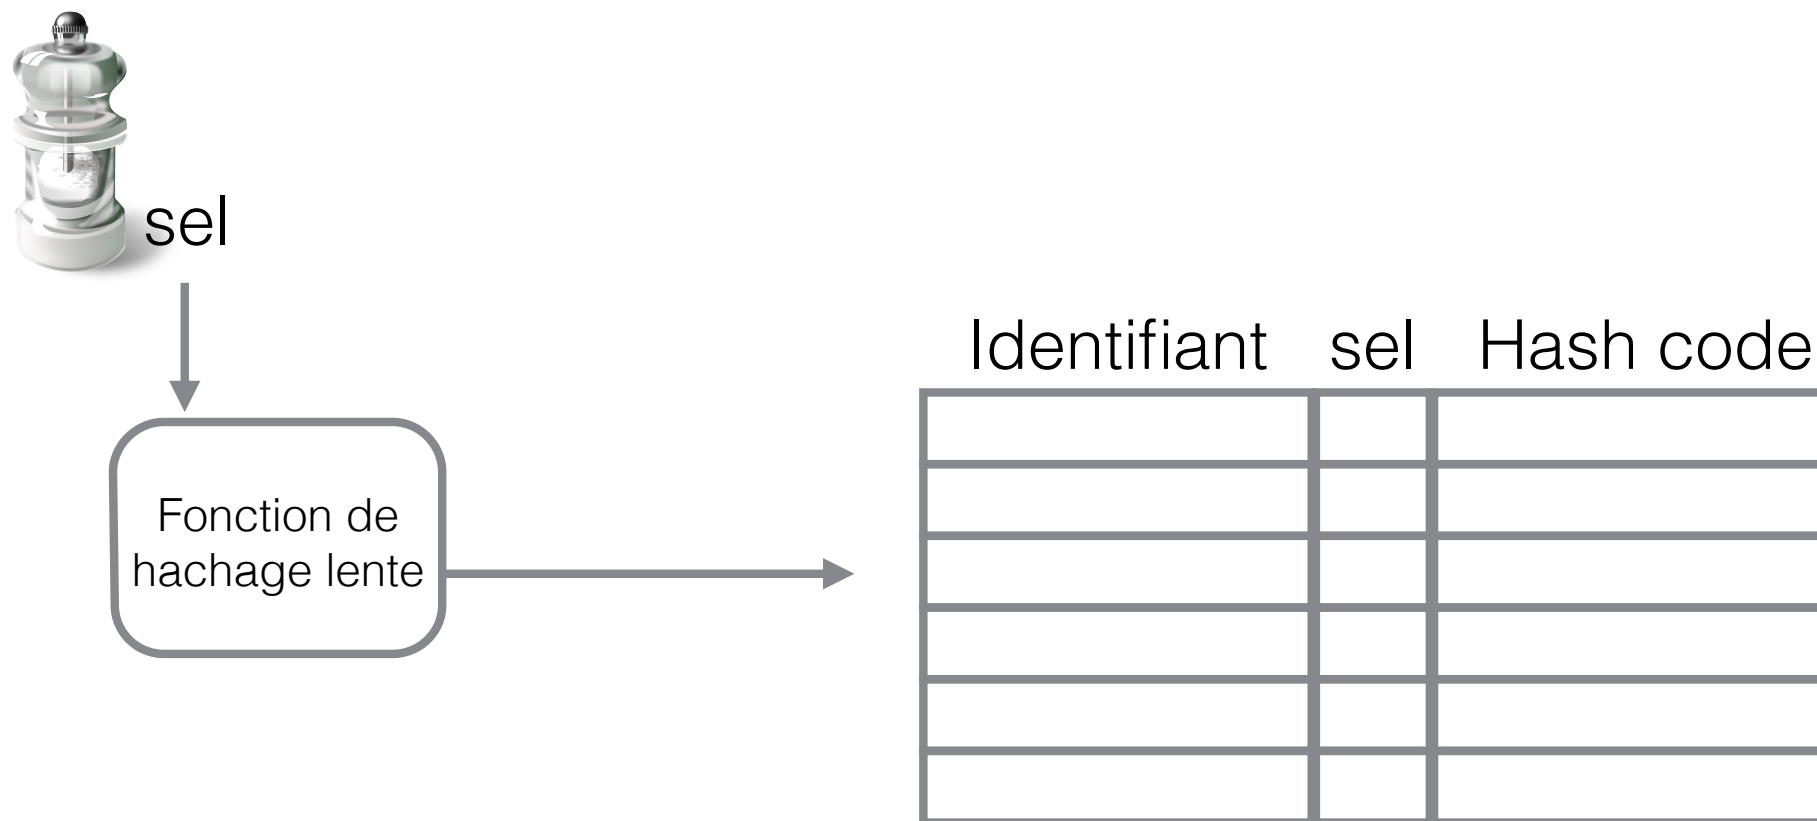 sel
Identifiant sel Hash code
Fonction de
hachage lente